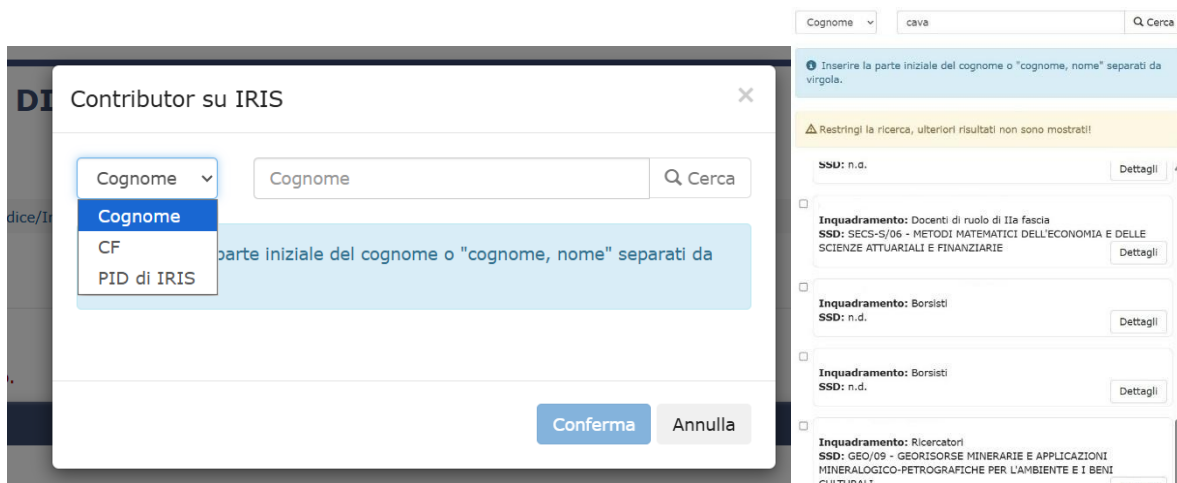 DI
Contributor su IRIS
×
Cognome
Cognome
Cerca
Cognome
CF
PID di IRIS
dice/I
parte iniziale del cognome o "cognome, nome" separati da
Conferma
Annulla
Cognome
cava
Cerca
Inserire la parte iniziale del cognome o "cognome, nome" separati da
virgola.
Restringi la ricerca, ulteriori risultati non sono mostrati!
SSD: n.d.
Dettagli
Inquadramento: Docenti di ruolo di IIa fascia
SSD: SECS-S/06 - METODI MATEMATICI DELL'ECONOMIA E DELLE
SCIENZE ATTUARIALI E FINANZIARIE
Dettagli
Inquadramento: Borsisti
SSD: n.d.
Dettagli
Inquadramento: Borsisti
SSD: n.d.
Dettagli
Inquadramento: Ricercatori
SSD: GEO/09 - GEORISORSE MINERARIE E APPLICAZIONI
MINERALOGICO-PETROGRAFICHE PER L'AMBIENTE E I BENI
CULTURALI